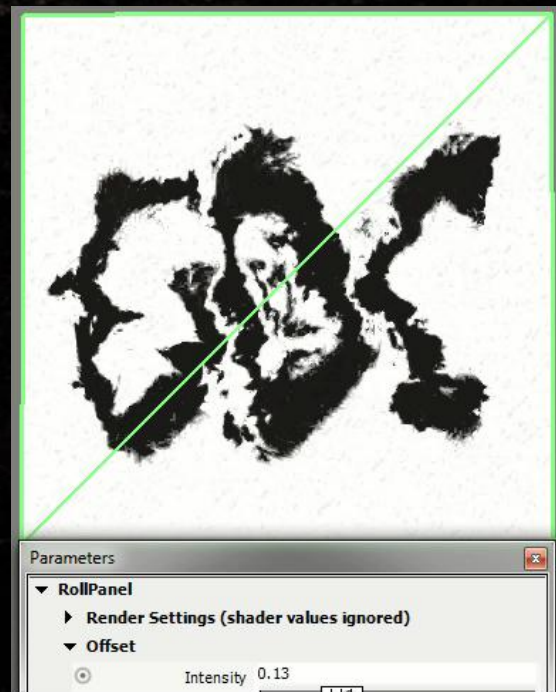 Parameters
RollPanel
Render Settings (shader values ignored)
Offset
Intensity 0.13